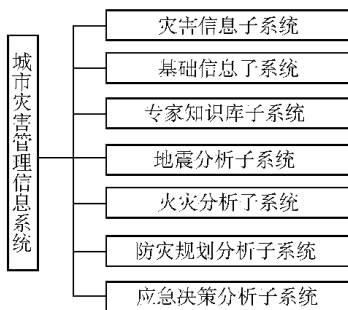 城市灾害管理信息系统
灾害信息子系统
基础信息子系统
专家知识库子系统
地震分析子系统
火灾分析子系统
防灾规划分析子系统
应急决策分析子系统